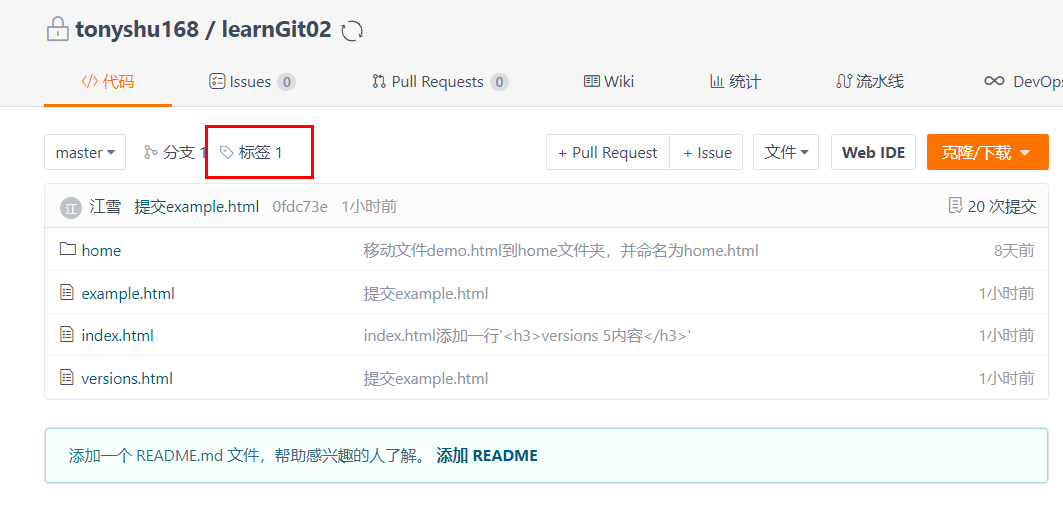 tonyshu168 / learnGit02
代码 Issues 0 Pull Requests 0 Wiki 统计 流水线 DevOps
master 分支 1 标签 1 + Pull Request + Issue 文件 Web IDE 克隆/下载
江 江雪 提交example.html 0fdc73e 1小时前 20 次提交
home 移动文件demo.html到home文件夹，并命名为home.html 8天前
example.html 提交example.html 1小时前
index.html index.html添加一行'<h3>versions 5内容</h3>' 1小时前
versions.html 提交example.html 1小时前
添加一个 README.md 文件，帮助感兴趣的人了解。 添加 README